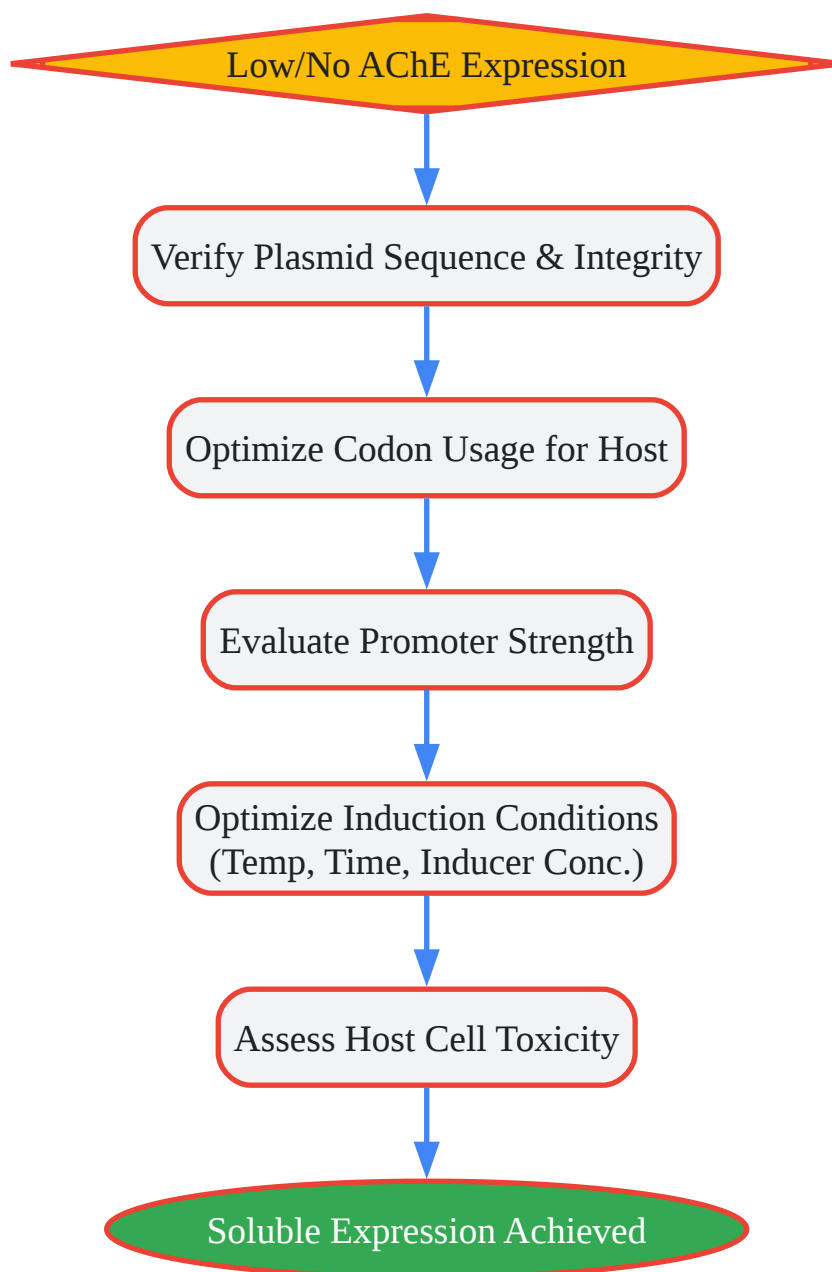 Low/No AChE Expression
Verify Plasmid Sequence & Integrity
Optimize Codon Usage for Host
Evaluate Promoter Strength
Optimize Induction Conditions
(Temp, Time, Inducer Conc.)
Assess Host Cell Toxicity
Soluble Expression Achieved